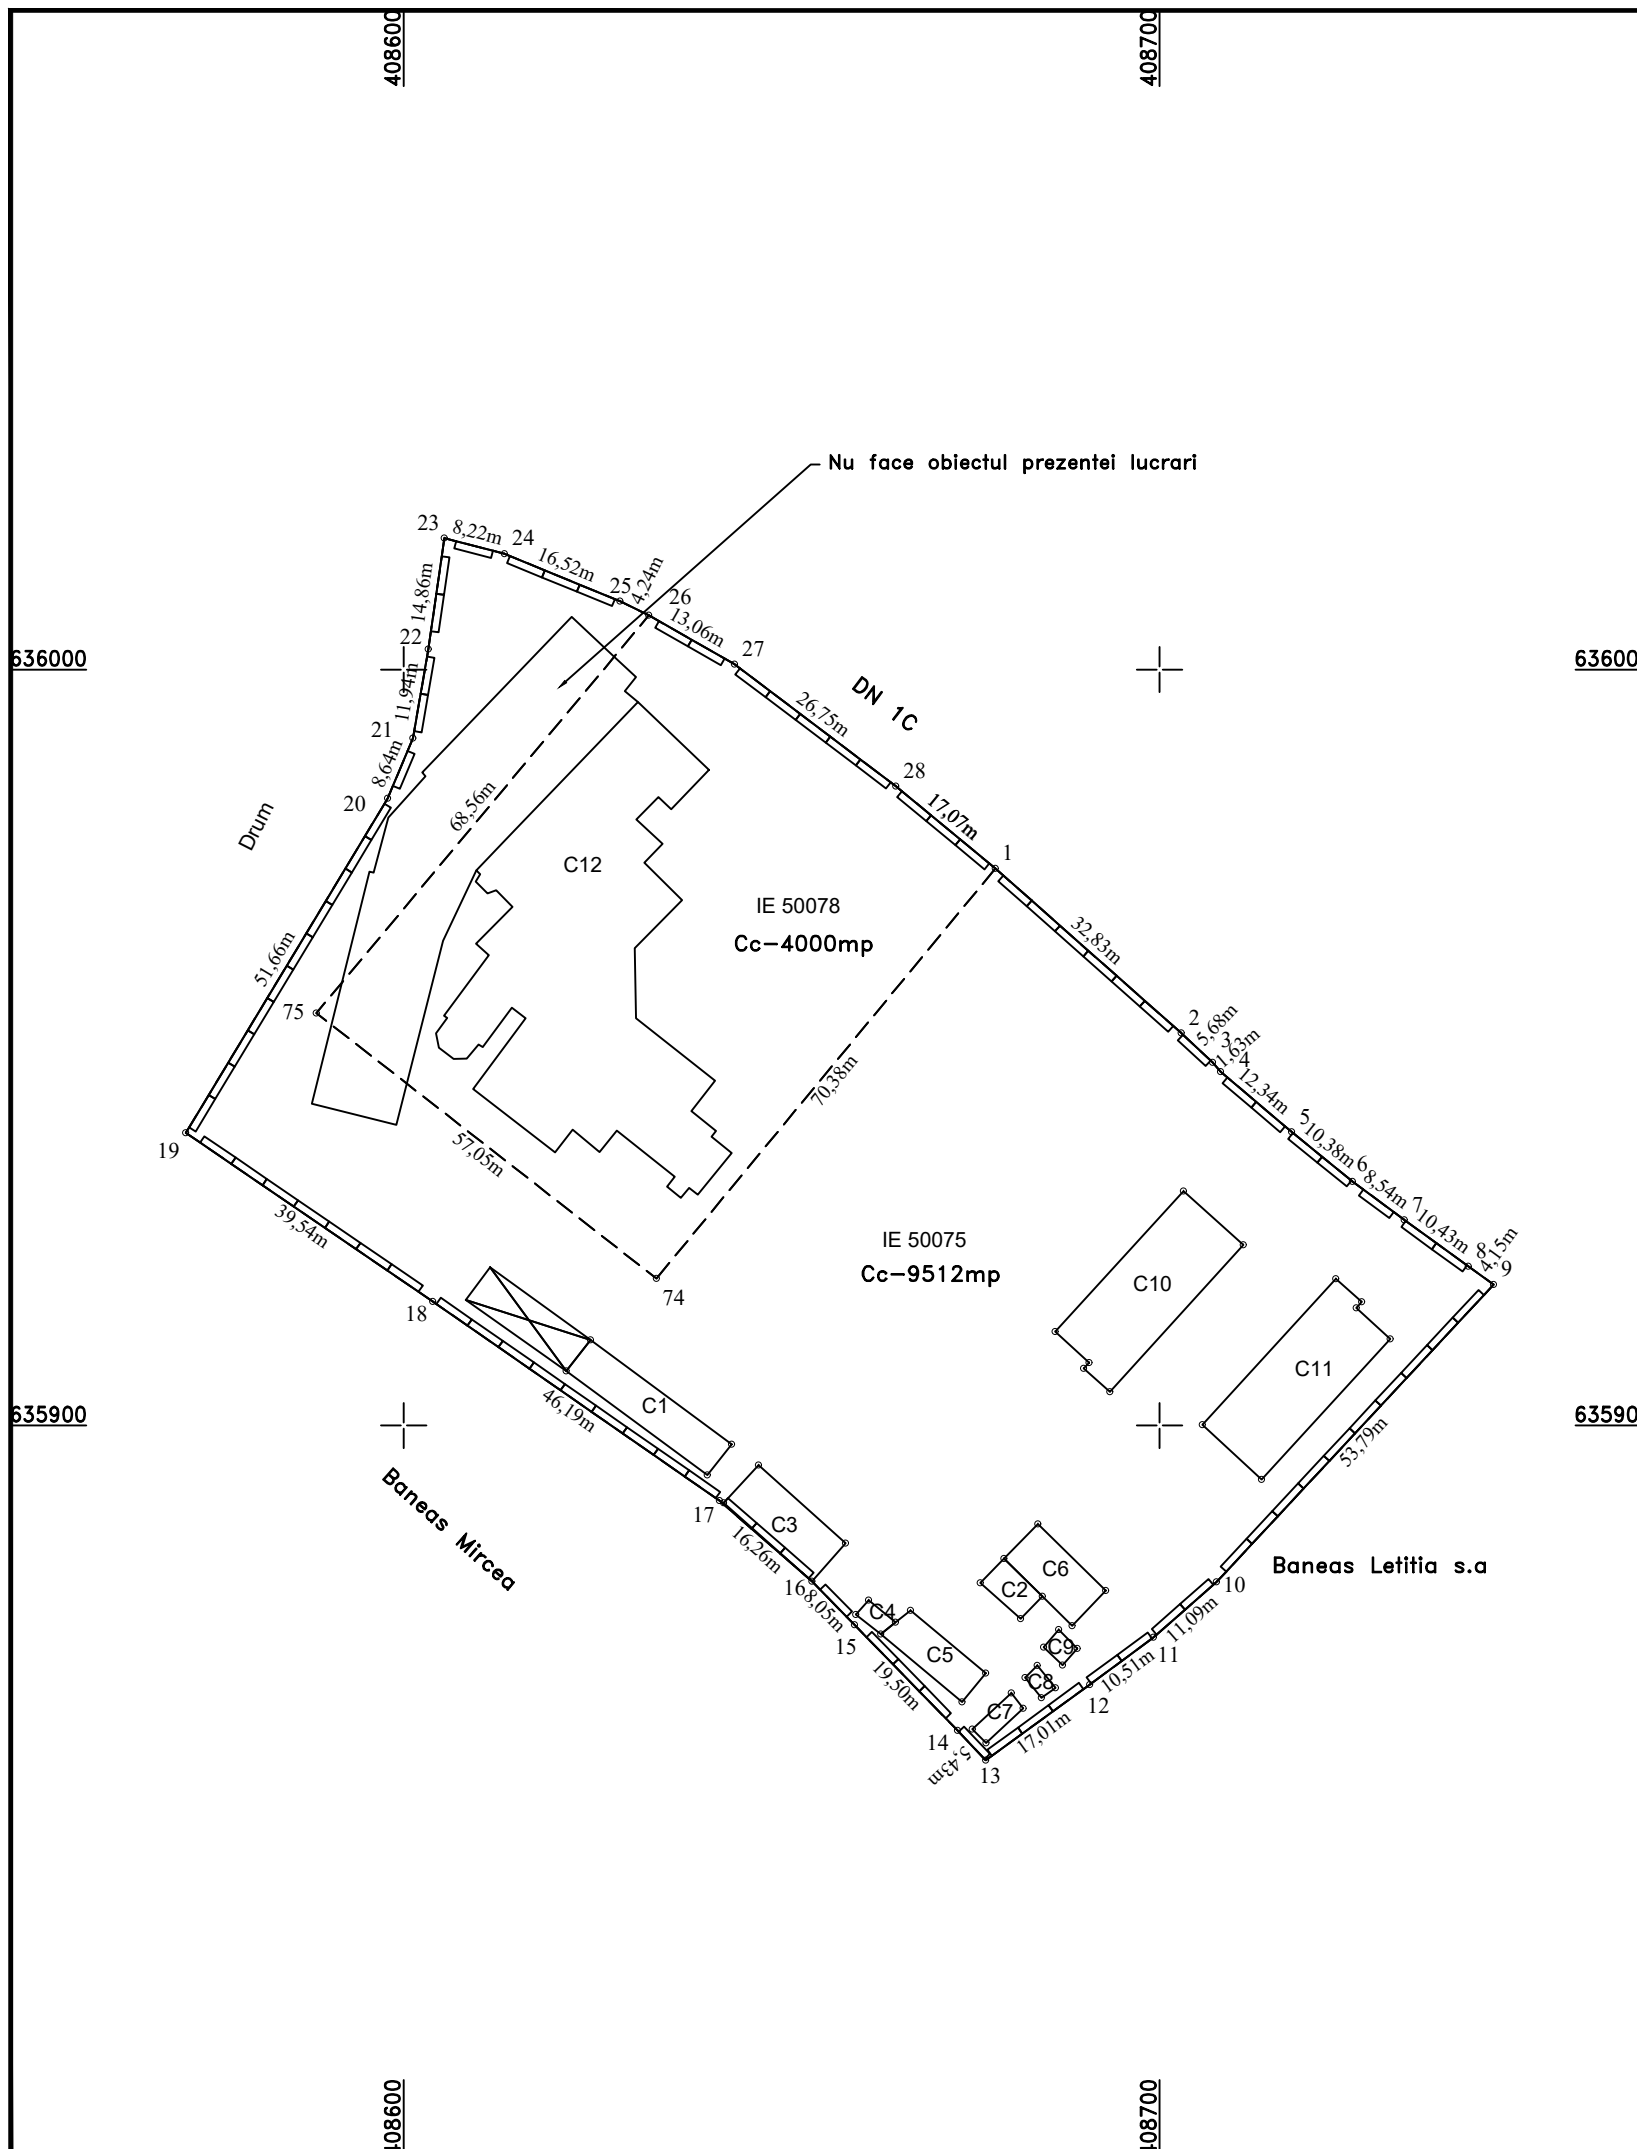 408600
408700
Nu face obiectul prezentei lucrari
23
8,22m
24
16,52m
25
4,24m
26
13,06m
27
14,86m
22
636000
63600
11,94m
DN 1C
26,75m
21
8,64m
28
20
68,56m
17,07m
Drum
1
C12
IE 50078
Cc-4000mp
32,83m
51,66m
75
2
5,68m
3
1,63m
4
12,34m
70,38m
5
10,38m
19
57,05m
6
8,54m
7
10,43m
39,54m
IE 50075
8
4,15m
9
Cc-9512mp
C10
74
18
C11
C1
46,19m
635900
635900
53,79m
Baneas Mircea
17
C3
16,26m
C6
Baneas Letitia s.a
16
8,05m
C2
10
C4
11,09m
15
C5
C9
11
19,50m
10,51m
C8
12
C7
14
17,01m
5,43m
13
408600
408700